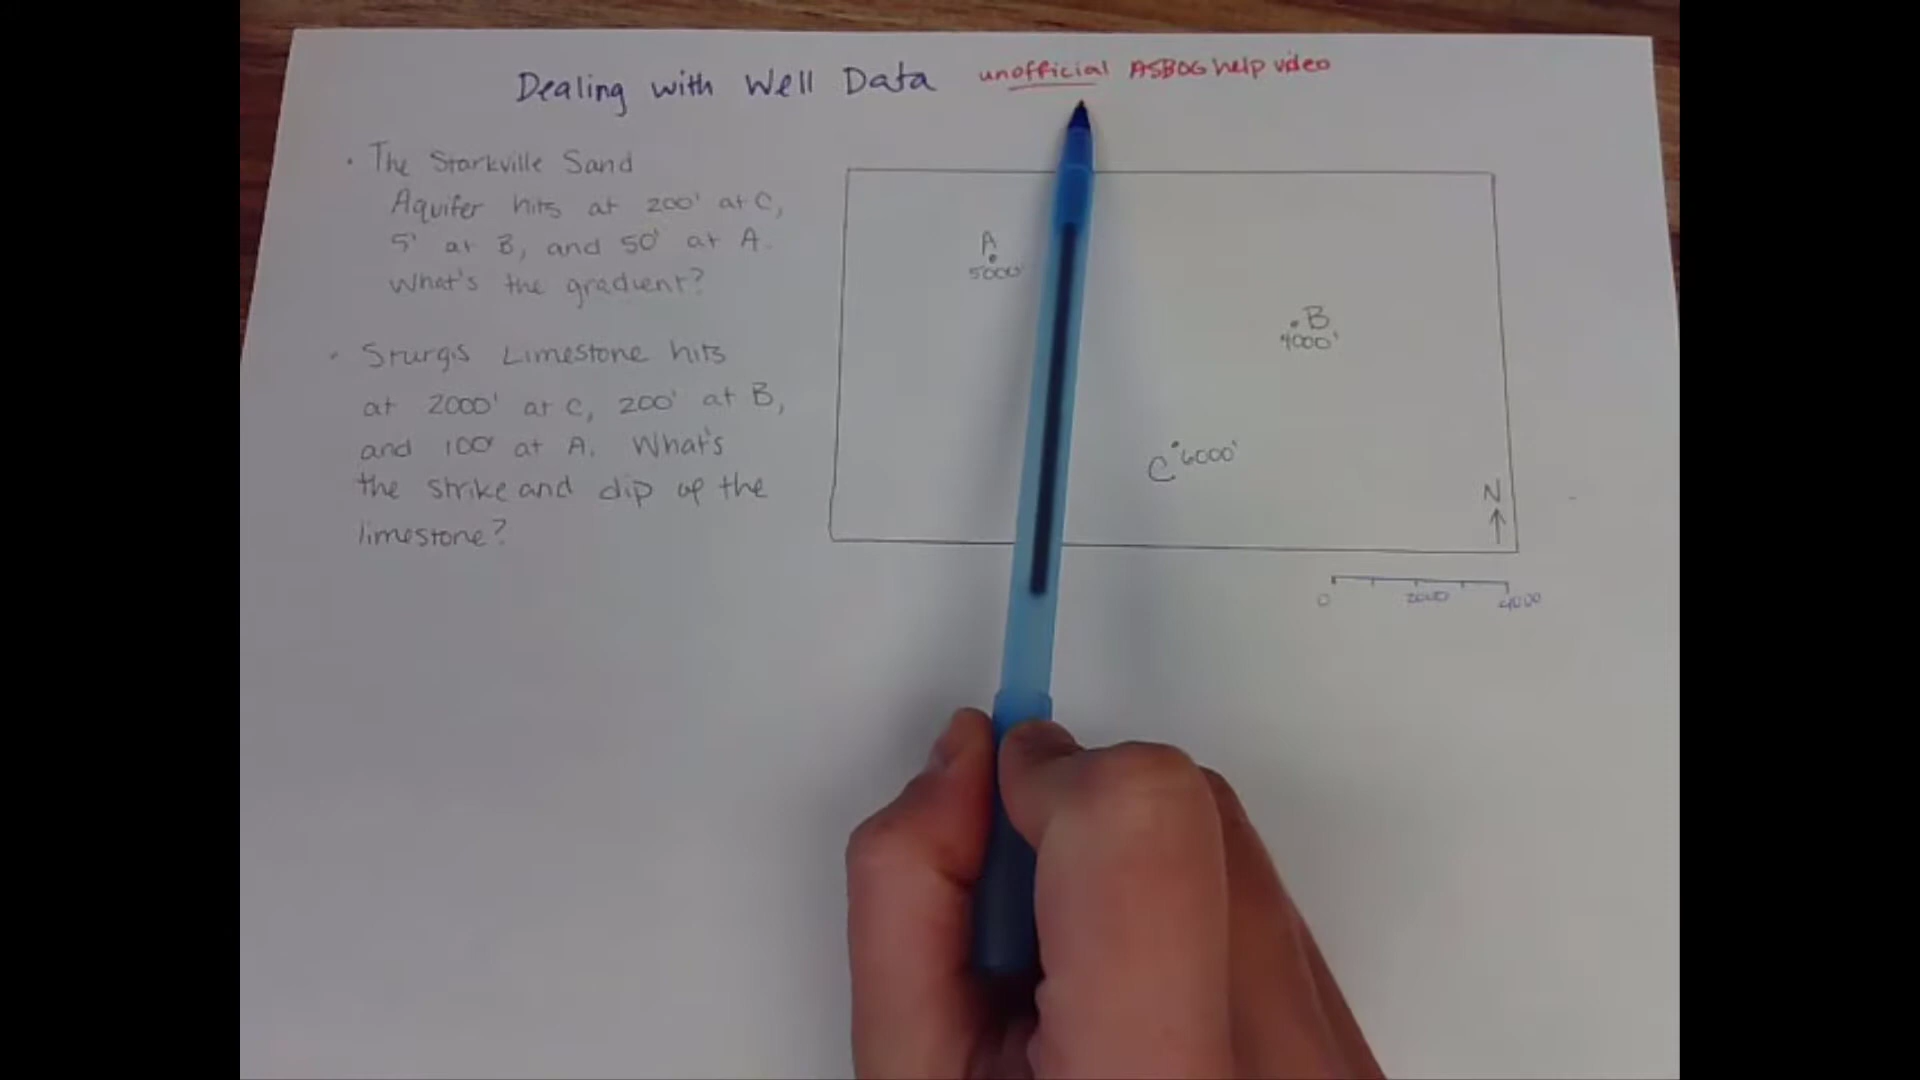 Dealing with Well Data unofficial ASBOG help video
• The Starkville Sand
Aquifer hits at 200' at C,
5' at B, and 50' at A.
What's the gradient?
• Sturgis Limestone hits
at 2000' at C, 200' at B,
and 100' at A. What's
the strike and dip of the
limestone?
A
5000'
B
4000'
C 6000'
N
0 2000 4000